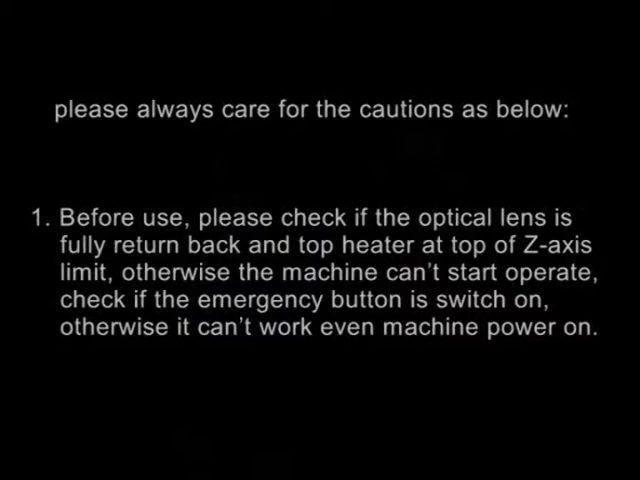 please always care for the cautions as below:
1. Before use, please check if the optical lens is
fully return back and top heater at top of Z-axis
limit, otherwise the machine can't start operate,
check if the emergency button is switch on,
otherwise it can't work even machine power on.